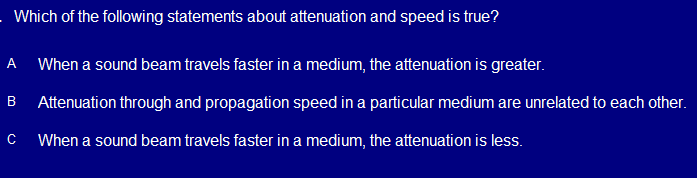 . Which of the following statements about attenuation and speed is true?
A When a sound beam travels faster in a medium, the attenuation is greater.
B Attenuation through and propagation speed in a particular medium are unrelated to each other.
C When a sound beam travels faster in a medium, the attenuation is less.